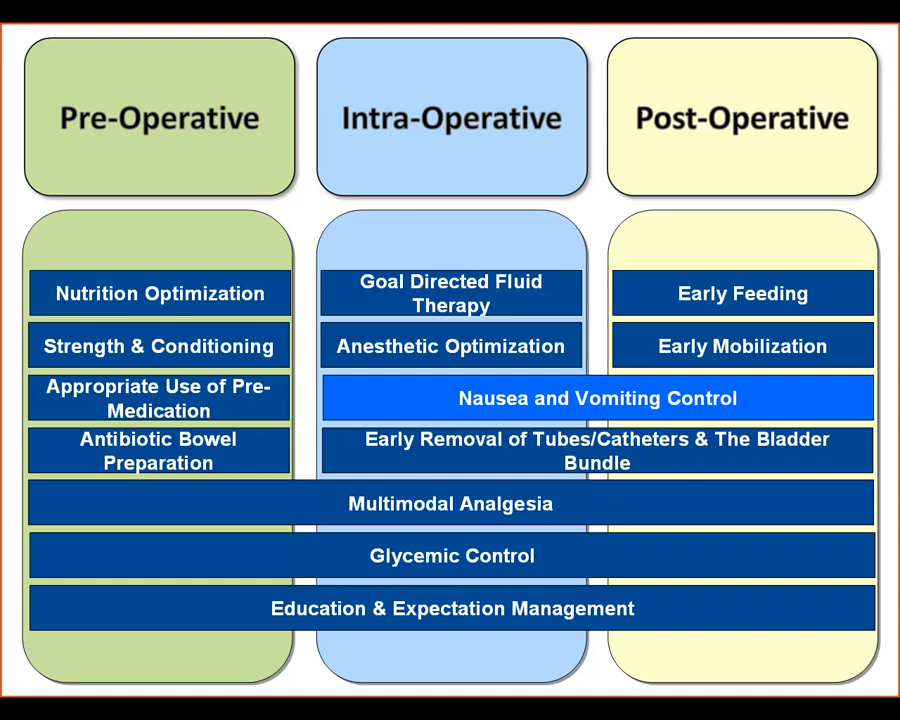 Pre-Operative
Intra-Operative
Post-Operative
Nutrition Optimization
Goal Directed Fluid
Therapy
Early Feeding
Strength & Conditioning
Anesthetic Optimization
Early Mobilization
Appropriate Use of Pre-
Medication
Nausea and Vomiting Control
Antibiotic Bowel
Preparation
Early Removal of Tubes/Catheters & The Bladder
Bundle
Multimodal Analgesia
Glycemic Control
Education & Expectation Management